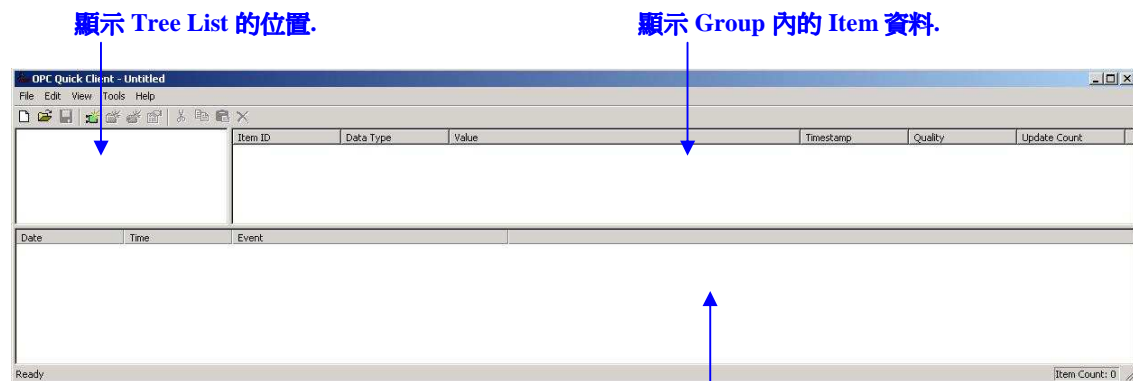 顯示 Tree List 的位置.
顯示 Group 內的 Item 資料.
OPC Quick Client - Untitled
File Edit View Tools Help
Item ID Data Type Value Timestamp Quality Update Count
Date Time Event
Ready Item Count: 0